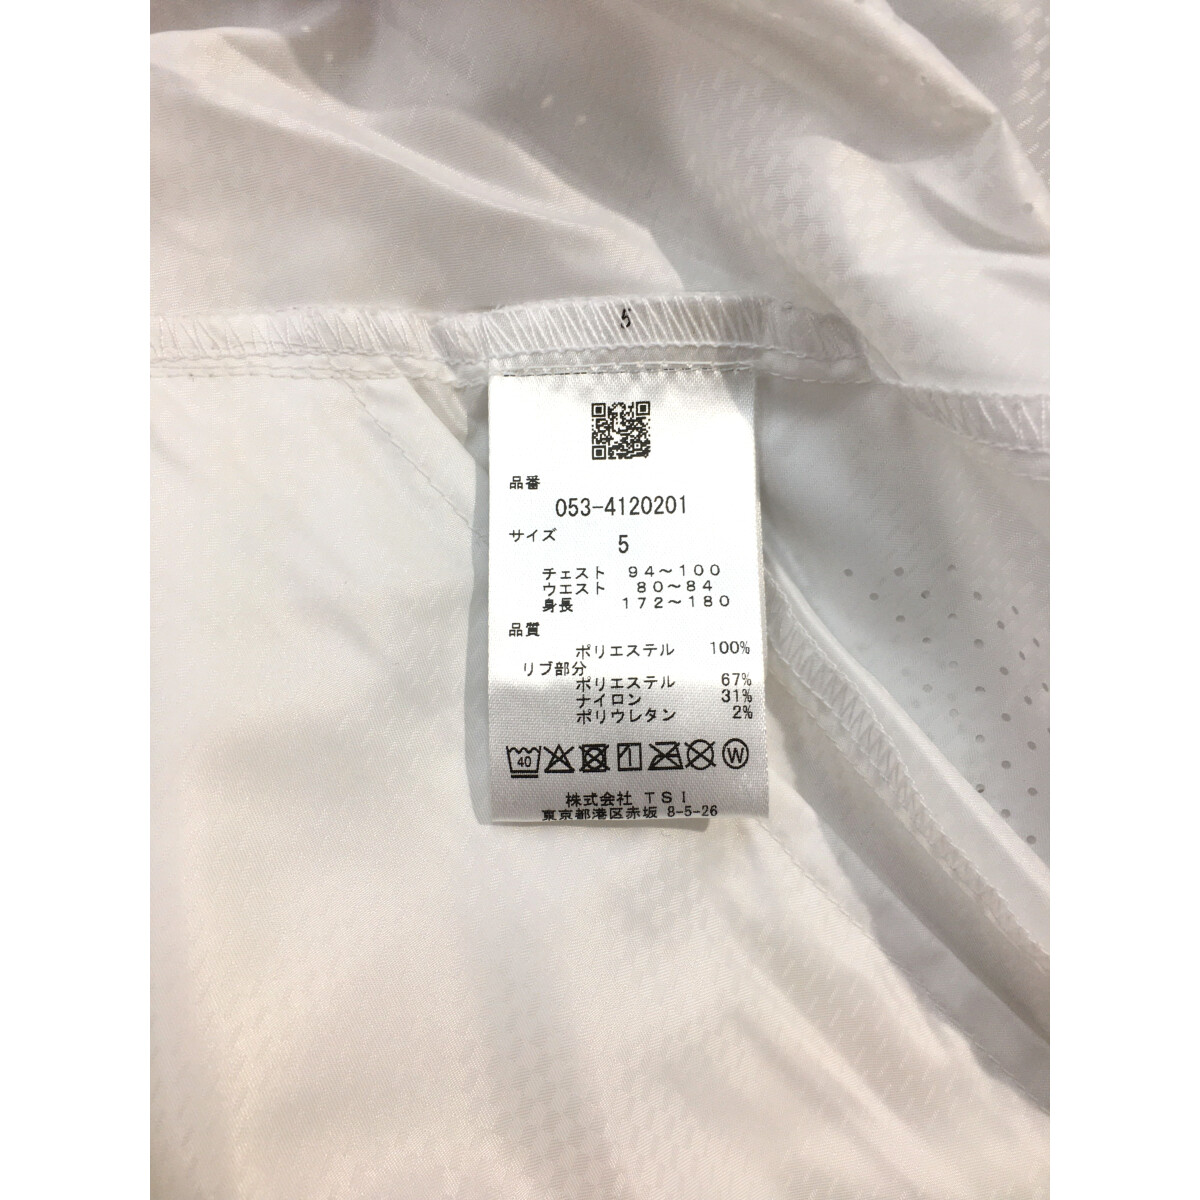 5
品番
053-4120201
サイズ
5
チェスト 94～100
ウエスト 80～84
身長 172～180
品質
ポリエステル 100%
リブ部分
ポリエステル 67%
ナイロン 31%
ポリウレタン 2%
40 W
株式会社 TSI
東京都港区赤坂 8-5-26